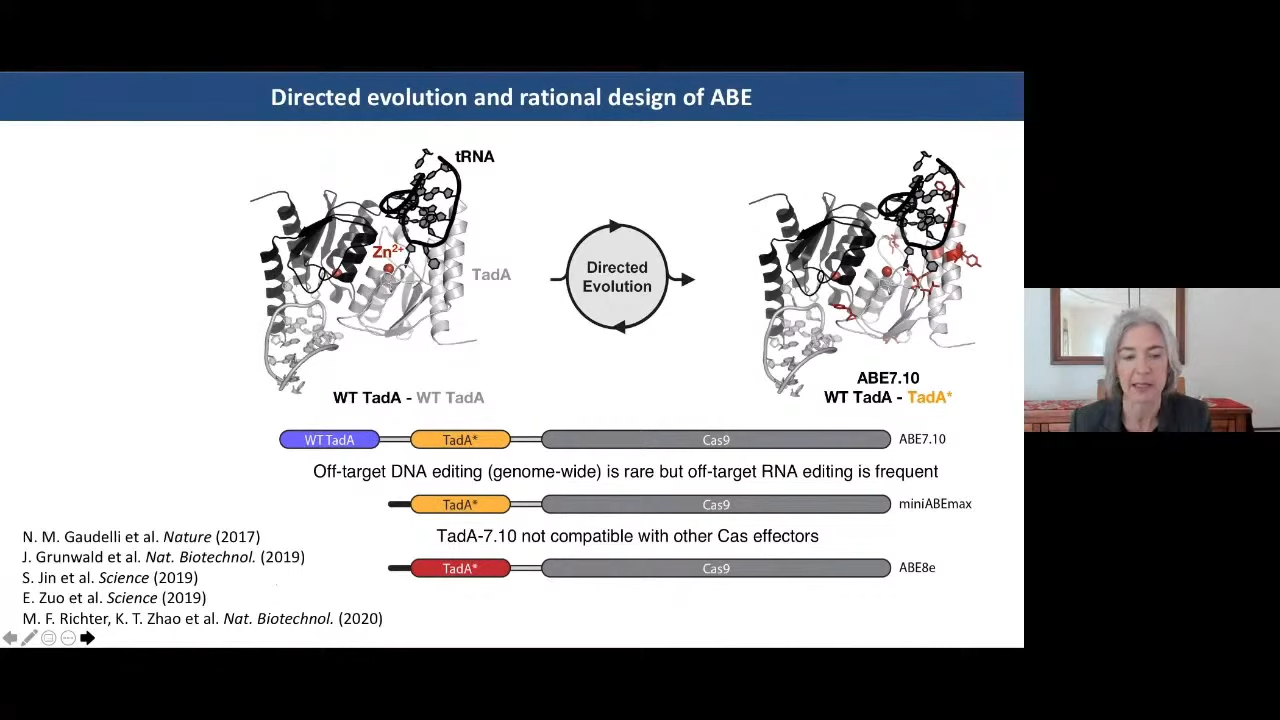 Directed evolution and rational design of ABE
tRNA
Zn²⁺
TadA
Directed
Evolution
WT TadA - WT TadA
ABE7.10
WT TadA - TadA*
WT TadA
TadA*
Cas9
ABE7.10
Off-target DNA editing (genome-wide) is rare but off-target RNA editing is frequent
TadA*
Cas9
miniABEmax
TadA-7.10 not compatible with other Cas effectors
TadA*
Cas9
ABE8e
N. M. Gaudelli et al. Nature (2017)
J. Grunwald et al. Nat. Biotechnol. (2019)
S. Jin et al. Science (2019)
E. Zuo et al. Science (2019)
M. F. Richter, K. T. Zhao et al. Nat. Biotechnol. (2020)